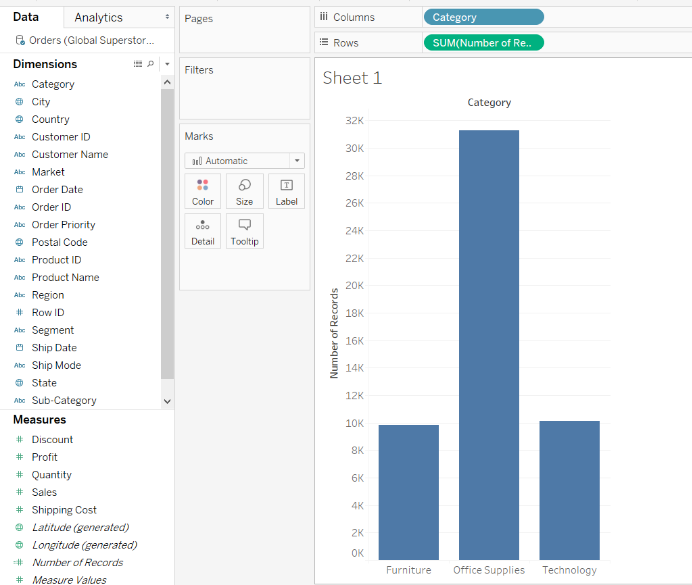 Data
Analytics
Orders (Global Superstor...
Dimensions
Abc Category
City
Country
Abc Customer ID
Abc Customer Name
Abc Market
Order Date
Abc Order ID
Abc Order Priority
Postal Code
Abc Product ID
Abc Product Name
Abc Region
# Row ID
Abc Segment
Ship Date
Abc Ship Mode
State
Abc Sub-Category
Measures
# Discount
# Profit
# Quantity
# Sales
# Shipping Cost
Latitude (generated)
Longitude (generated)
=# Number of Records
# Measure Values
Pages
Filters
Marks
Automatic
Color
Size
T
Label
Detail
Tooltip
iii Columns
Category
Rows
SUM(Number of Re..
Sheet 1
Category
Number of Records
32K
30K
28K
26K
24K
22K
20K
18K
16K
14K
12K
10K
8K
6K
4K
2K
0K
Furniture
Office Supplies
Technology